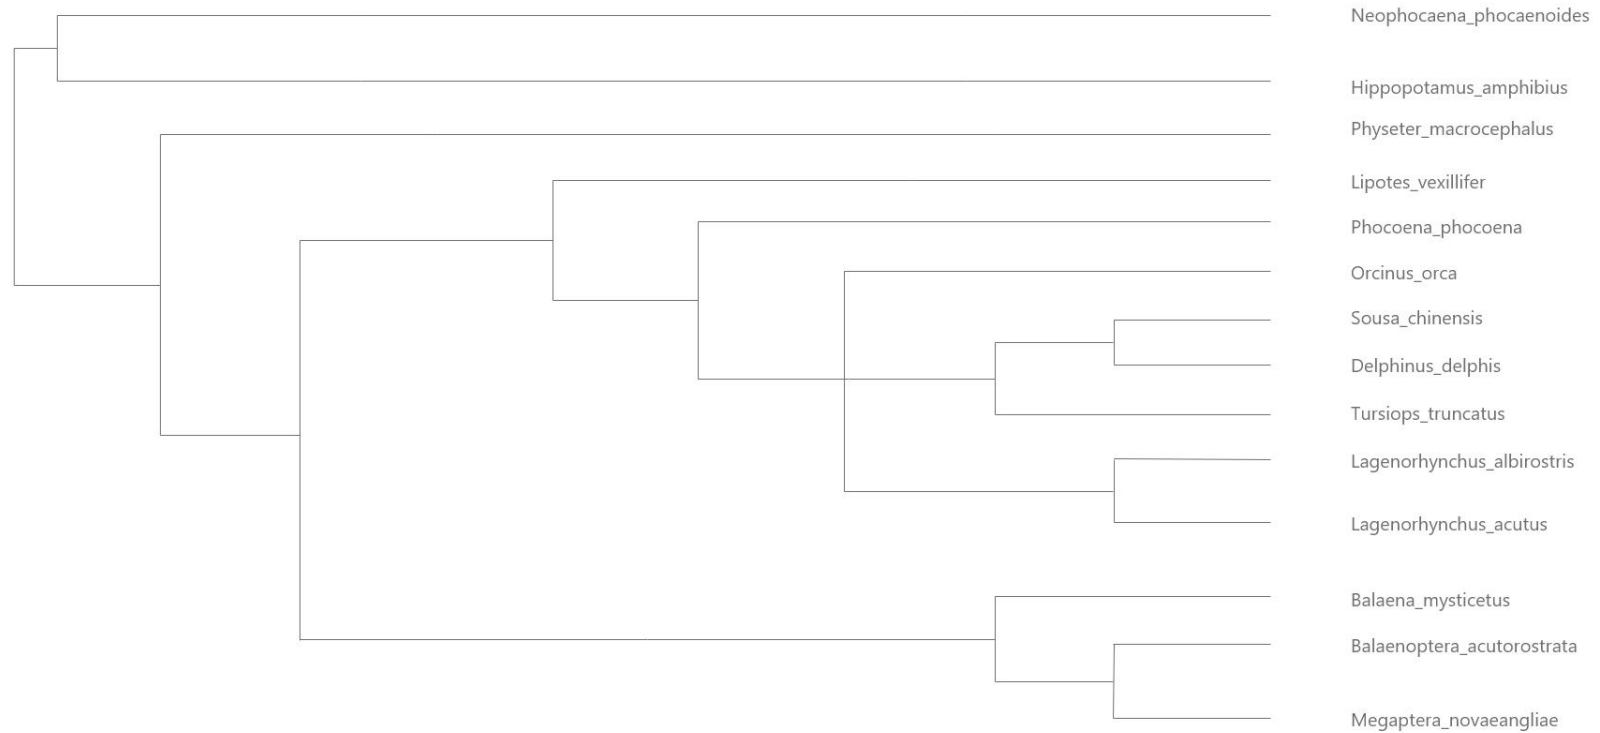 Neophocaena_phocaenoides
Hippopotamus_amphibius
Physeter_macrocephalus
Lipotes_vexillifer
Phocoena_phocoena
Orcinus_orca
Sousa_chinensis
Delphinus_delphis
Tursiops_truncatus
Lagenorhynchus_albirostris
Lagenorhynchus_acutus
Balaena_mysticetus
Balaenoptera_acutorostrata
Megaptera_novaeangliae